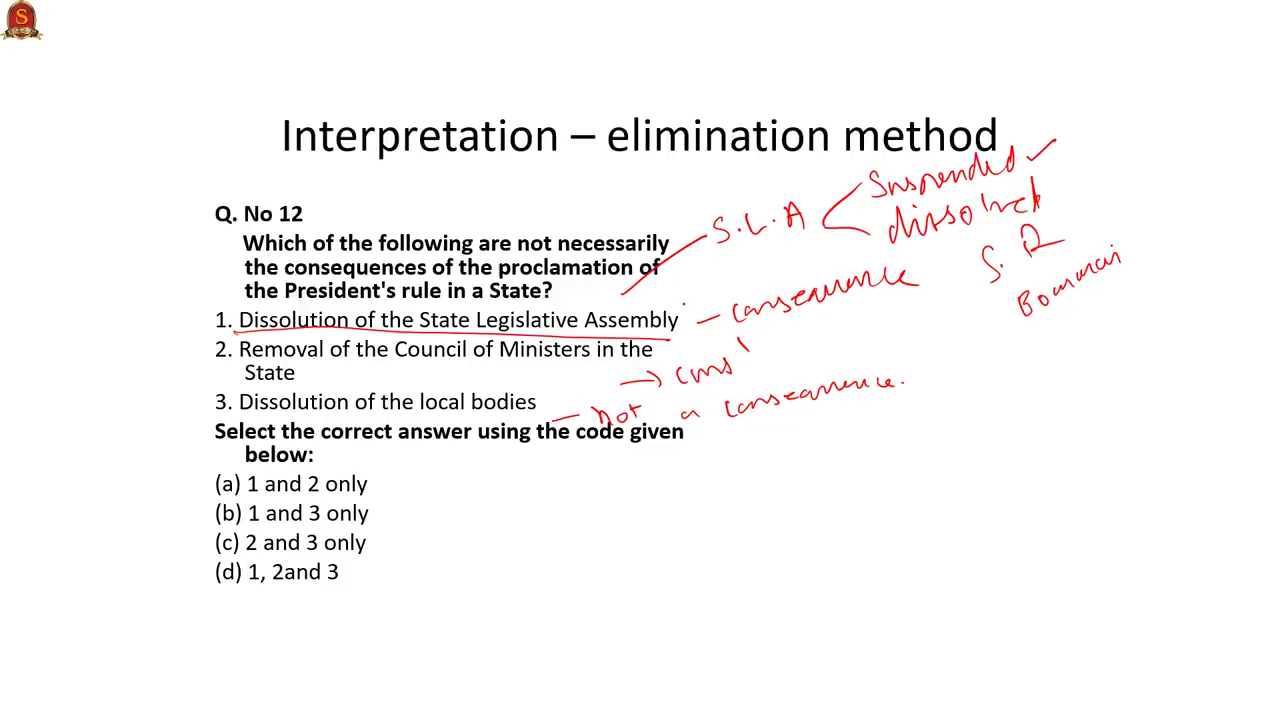 S
Interpretation – elimination method
Suspended
S.L.A
dissolved
S. R
Bommai
Q. No 12
Which of the following are not necessarily
the consequences of the proclamation of
the President's rule in a State?
1. Dissolution of the State Legislative Assembly – consequence
2. Removal of the Council of Ministers in the
State → cons
3. Dissolution of the local bodies – not a consequence.
Select the correct answer using the code given
below:
(a) 1 and 2 only
(b) 1 and 3 only
(c) 2 and 3 only
(d) 1, 2and 3